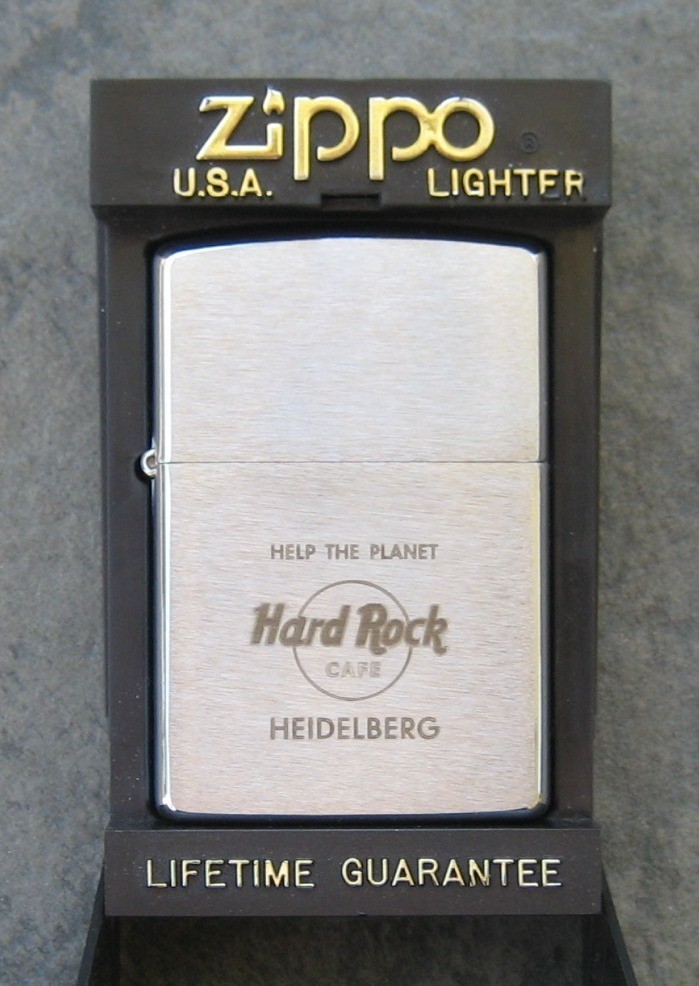 Zippo ®
U.S.A. LIGHTER
HELP THE PLANET
Hard Rock
CAFE
HEIDELBERG
LIFETIME GUARANTEE